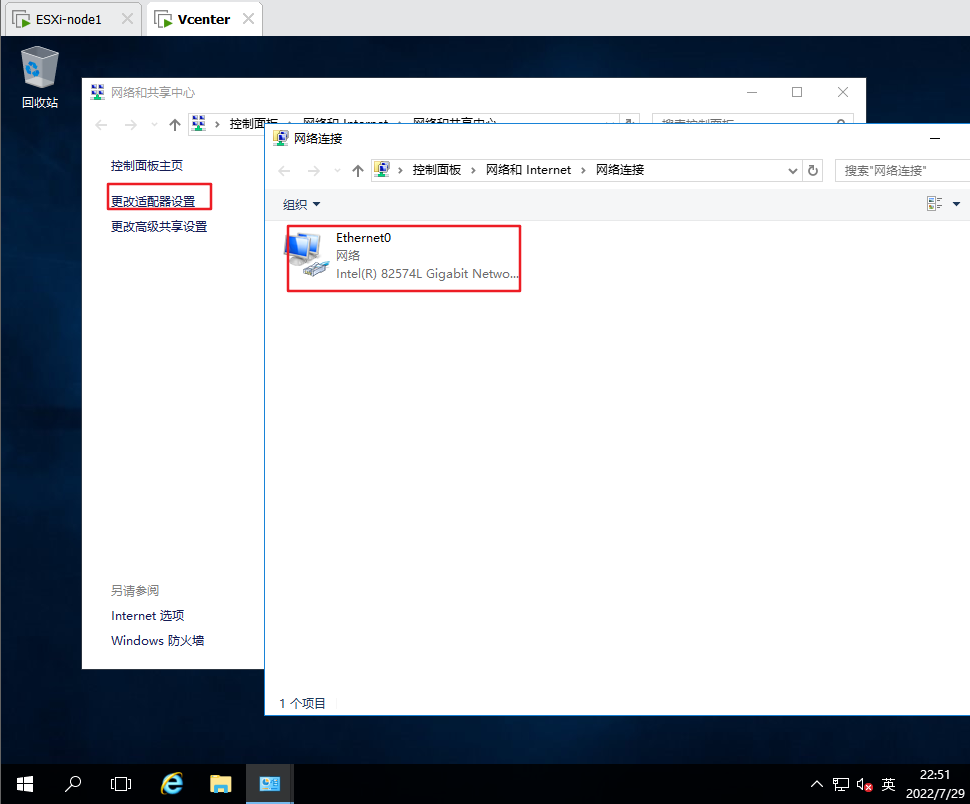 ESXi-node1
Vcenter
回收站
网络和共享中心
控制面板
网络和 Internet
网络和共享中心
搜索控制面板
网络连接
控制面板 网络和 Internet 网络连接
搜索"网络连接"
控制面板主页
更改适配器设置
更改高级共享设置
组织
Ethernet0
网络
Intel(R) 82574L Gigabit Netwo...
另请参阅
Internet 选项
Windows 防火墙
1 个项目
英
22:51
2022/7/29